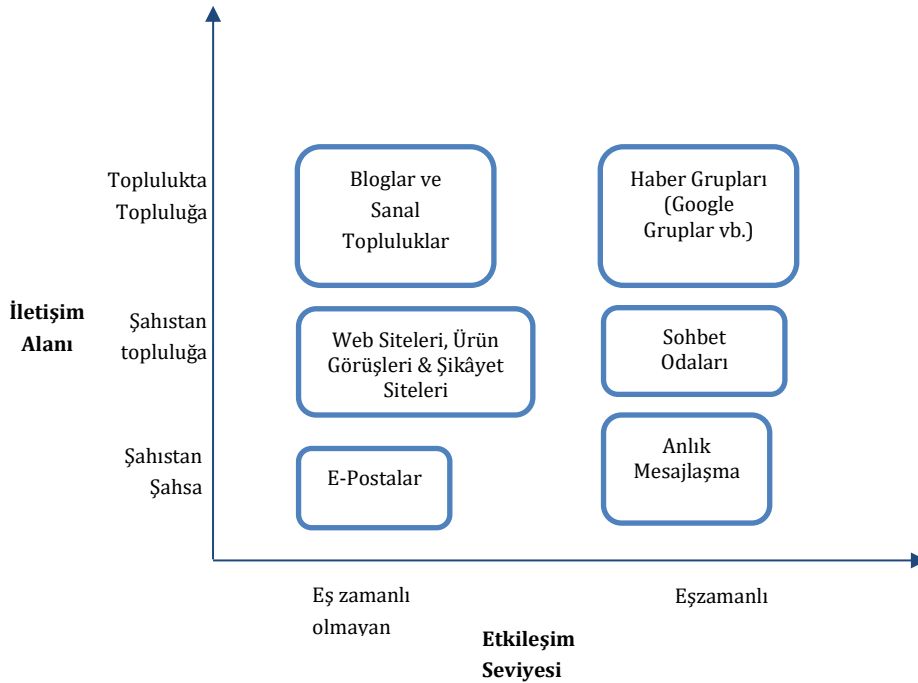 Toplulukta
Topluluğa
Bloglar ve
Sanal
Topluluklar
Haber Grupları
(Google
Gruplar vb.)
İletişim
Alanı
Şahıstan
topluluğa
Web Siteleri, Ürün
Görüşleri & Şikâyet
Siteleri
Sohbet
Odaları
Şahıstan
Şahsa
E-Postalar
Anlık
Mesajlaşma
Eş zamanlı
olmayan
Eşzamanlı
Etkileşim
Seviyesi